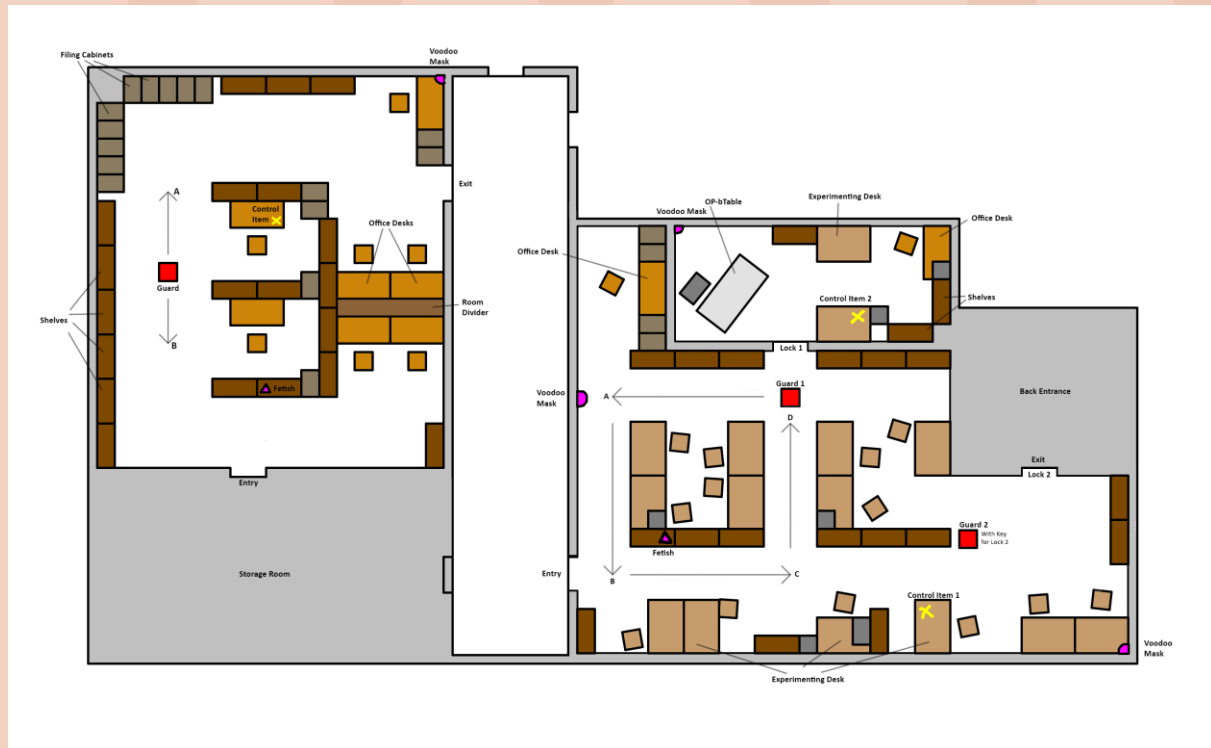 Filing Cabinets
Voodoo
Mask
A
Control
Item
Exit
Office Desks
Guard
Shelves
B
Room
Divider
Fetish
Entry
Storage Room
Voodoo Mask
OP-bTable
Experimenting Desk
Office Desk
Office Desk
Control Item 2
Shelves
Lock 1
Voodoo
Mask
A
Guard 1
D
Back Entrance
Exit
Lock 2
Guard 2
With Key
for Lock 2
Fetish
Entry
B
C
Control Item 1
Voodoo
Mask
Experimenting Desk